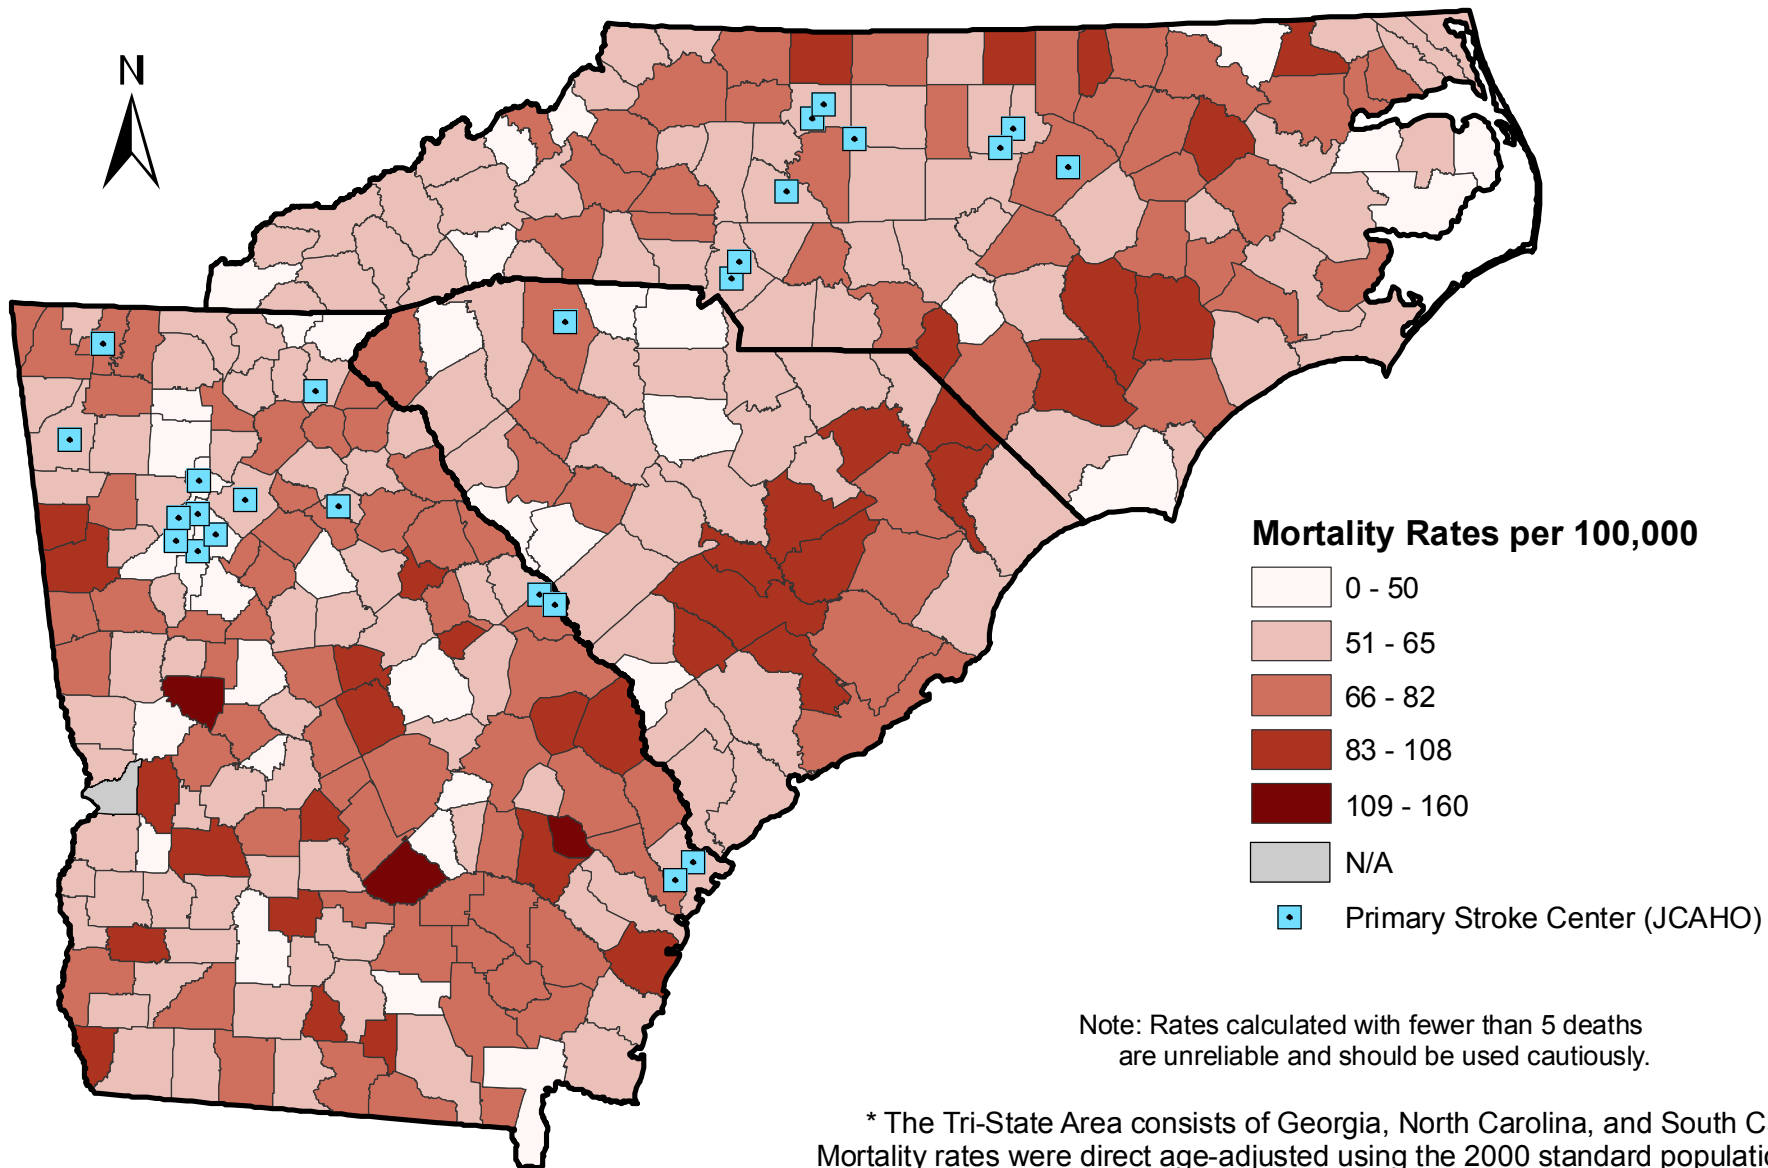 N
Mortality Rates per 100,000
0 - 50
51 - 65
66 - 82
83 - 108
109 - 160
N/A
Primary Stroke Center (JCAHO)
Note: Rates calculated with fewer than 5 deaths
are unreliable and should be used cautiously.
* The Tri-State Area consists of Georgia, North Carolina, and South
Mortality rates were direct age-adjusted using the 2000 standard